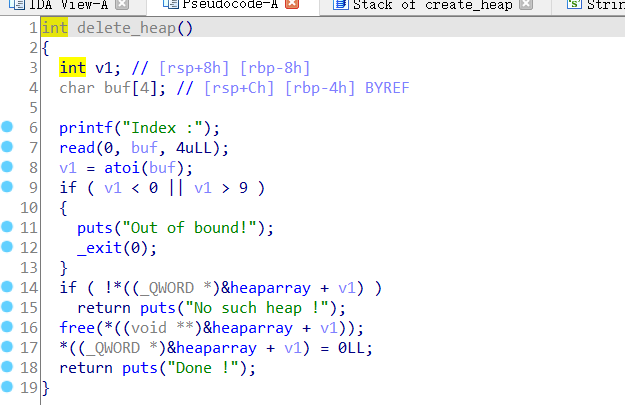 IDA View-A Pseudocode-A Stack of create_heap Strin
1 int delete_heap()
2 {
3 int v1; // [rsp+8h] [rbp-8h]
4 char buf[4]; // [rsp+Ch] [rbp-4h] BYREF
5
6 printf("Index :");
7 read(0, buf, 4uLL);
8 v1 = atoi(buf);
9 if ( v1 < 0 || v1 > 9 )
10 {
11 puts("Out of bound!");
12 _exit(0);
13 }
14 if ( !*((_QWORD *)&heaparray + v1) )
15 return puts("No such heap !");
16 free(*((void **)&heaparray + v1));
17 *((_QWORD *)&heaparray + v1) = 0LL;
18 return puts("Done !");
19 }